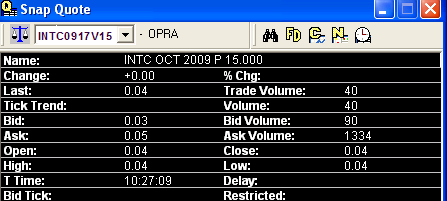 Snap Quote
INTC0917V15 - OPRA
Name: INTC OCT 2009 P 15.000
Change: +0.00 % Chg:
Last: 0.04 Trade Volume: 40
Tick Trend: Volume: 40
Bid: 0.03 Bid Volume: 90
Ask: 0.05 Ask Volume: 1334
Open: 0.04 Close: 0.04
High: 0.04 Low: 0.04
T Time: 10:27:09 Delay:
Bid Tick: Restricted: